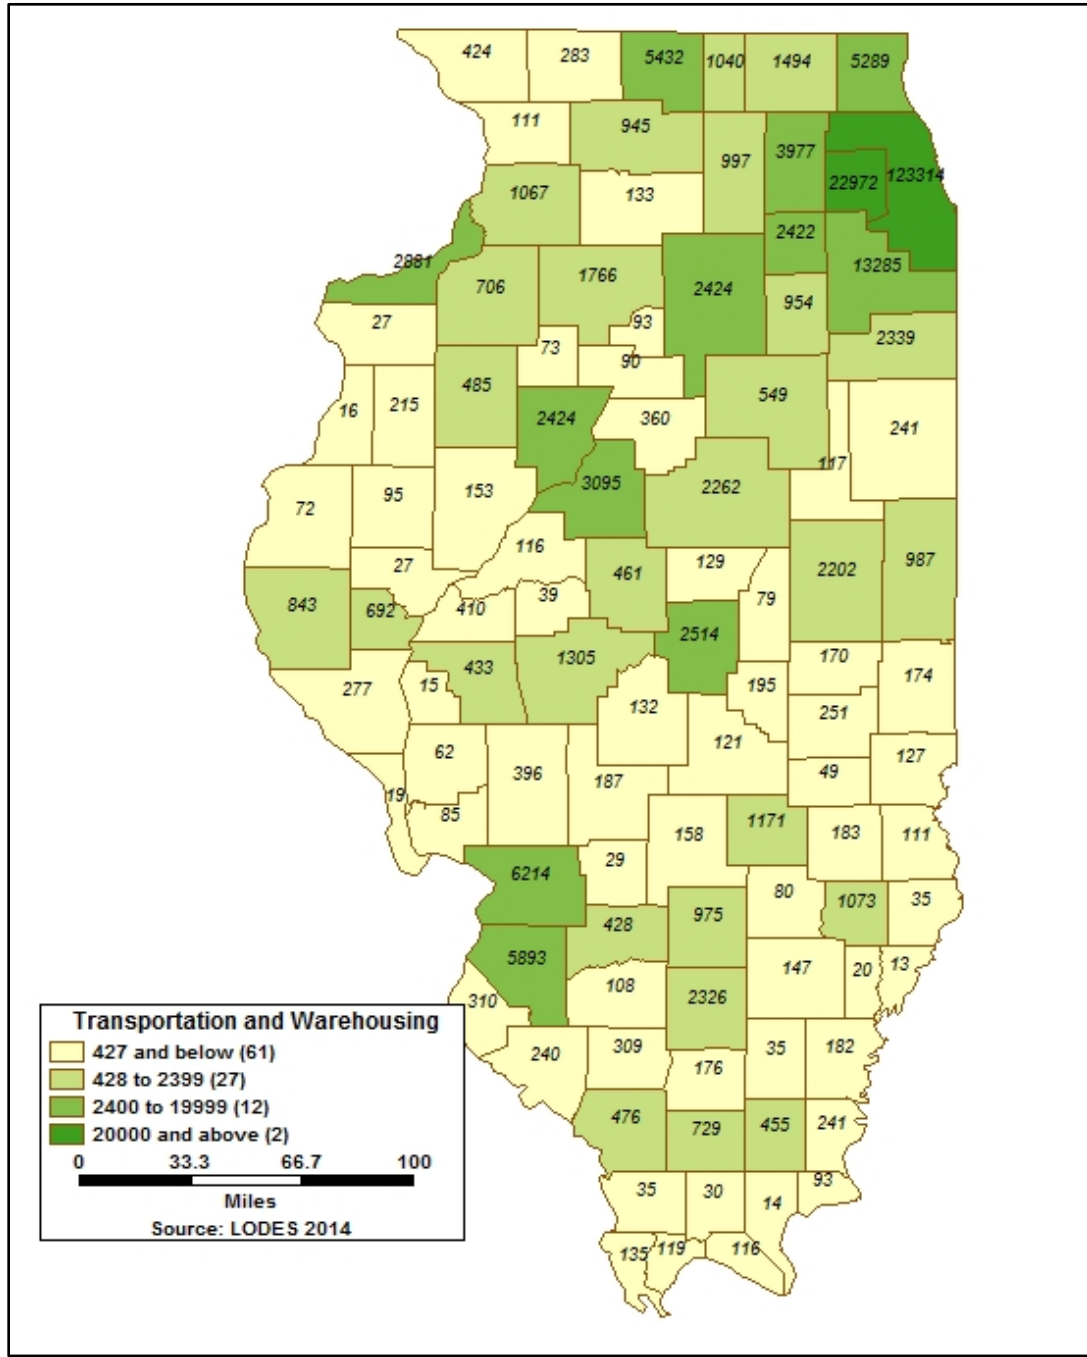 424 283 5432 1040 1494 5289
111 945 997 3977 22972 123314
1067 133 2422 13285
2881 706 1766 2424 954
27 73 93 90 2339
16 215 485 2424 360 549 117 241
72 95 153 3095 2262
27 116 461 129 2202 987
843 692 410 39 2514 79
277 15 433 1305 132 195 170 174
62 396 187 121 251 127
19 85 158 1171 49 183 111
6214 29 80 1073 35
5893 428 975 147 20 13
310 108 2326
240 309 176 35 182
476 729 455 241
35 30 14 93
135 119 116
Transportation and Warehousing
427 and below (61)
428 to 2399 (27)
2400 to 19999 (12)
20000 and above (2)
0 33.3 66.7 100
Miles
Source: LODES 2014